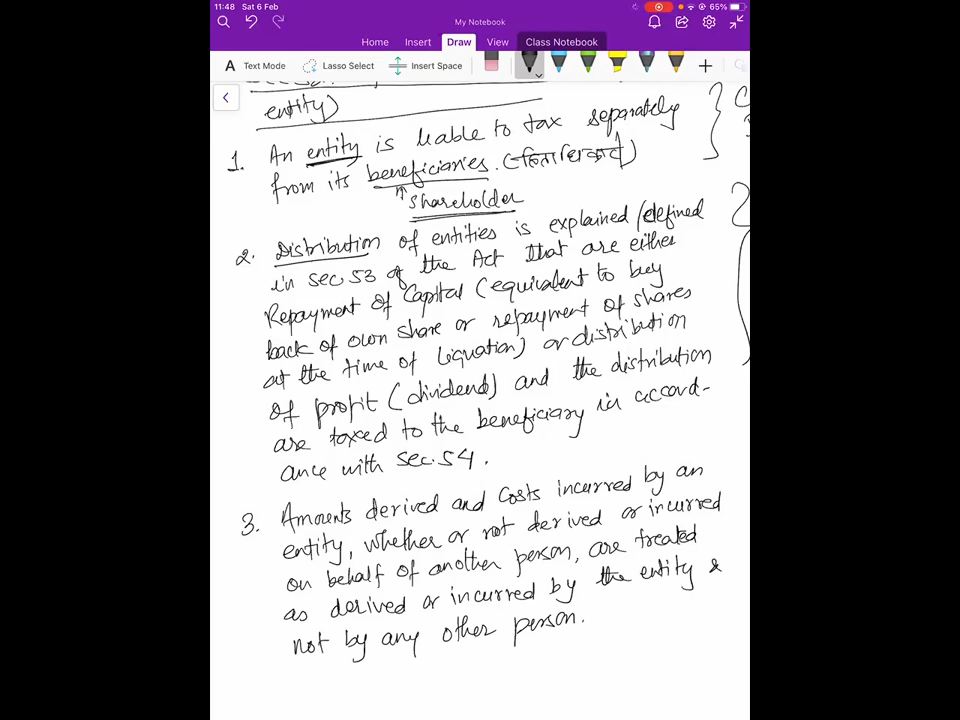 11:48 Sat 6 Feb
65%
My Notebook
Home Insert Draw View Class Notebook
A Text Mode Lasso Select Insert Space
entity)
1. An entity is liable to tax separately
from its beneficiaries. (
shareholder
2. Distribution of entities is explained /defined
in sec.53 of the Act that are either
Repayment of Capital (equivalent to buy
back of own share or repayment of shares
at the time of liquation) or distribution
of profit (dividend) and the distribution
are taxed to the beneficiary in accord-
ance with sec.54.
3. Amounts derived and costs incurred by an
entity, whether or not derived or incurred
on behalf of another person, are treated
as derived or incurred by the entity &
not by any other person.